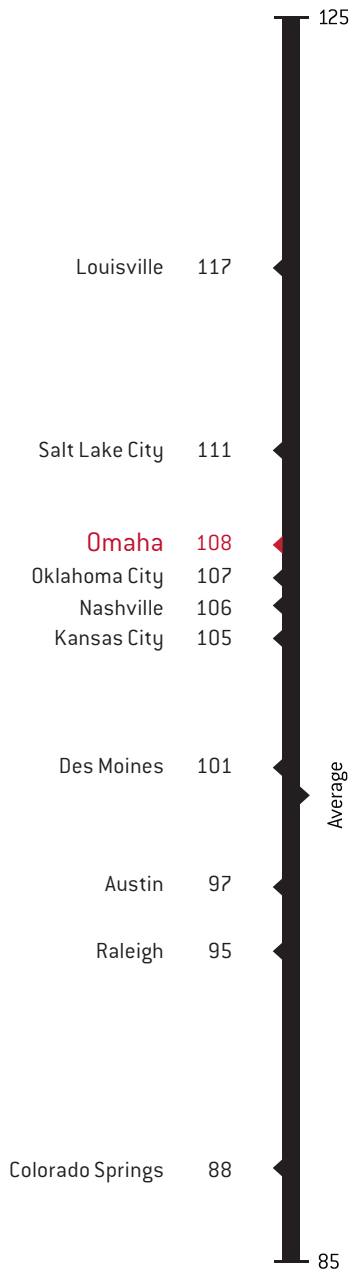 125
Louisville 117
Salt Lake City 111
Omaha 108
Oklahoma City 107
Nashville 106
Kansas City 105
Des Moines 101
Average
Austin 97
Raleigh 95
Colorado Springs 88
85